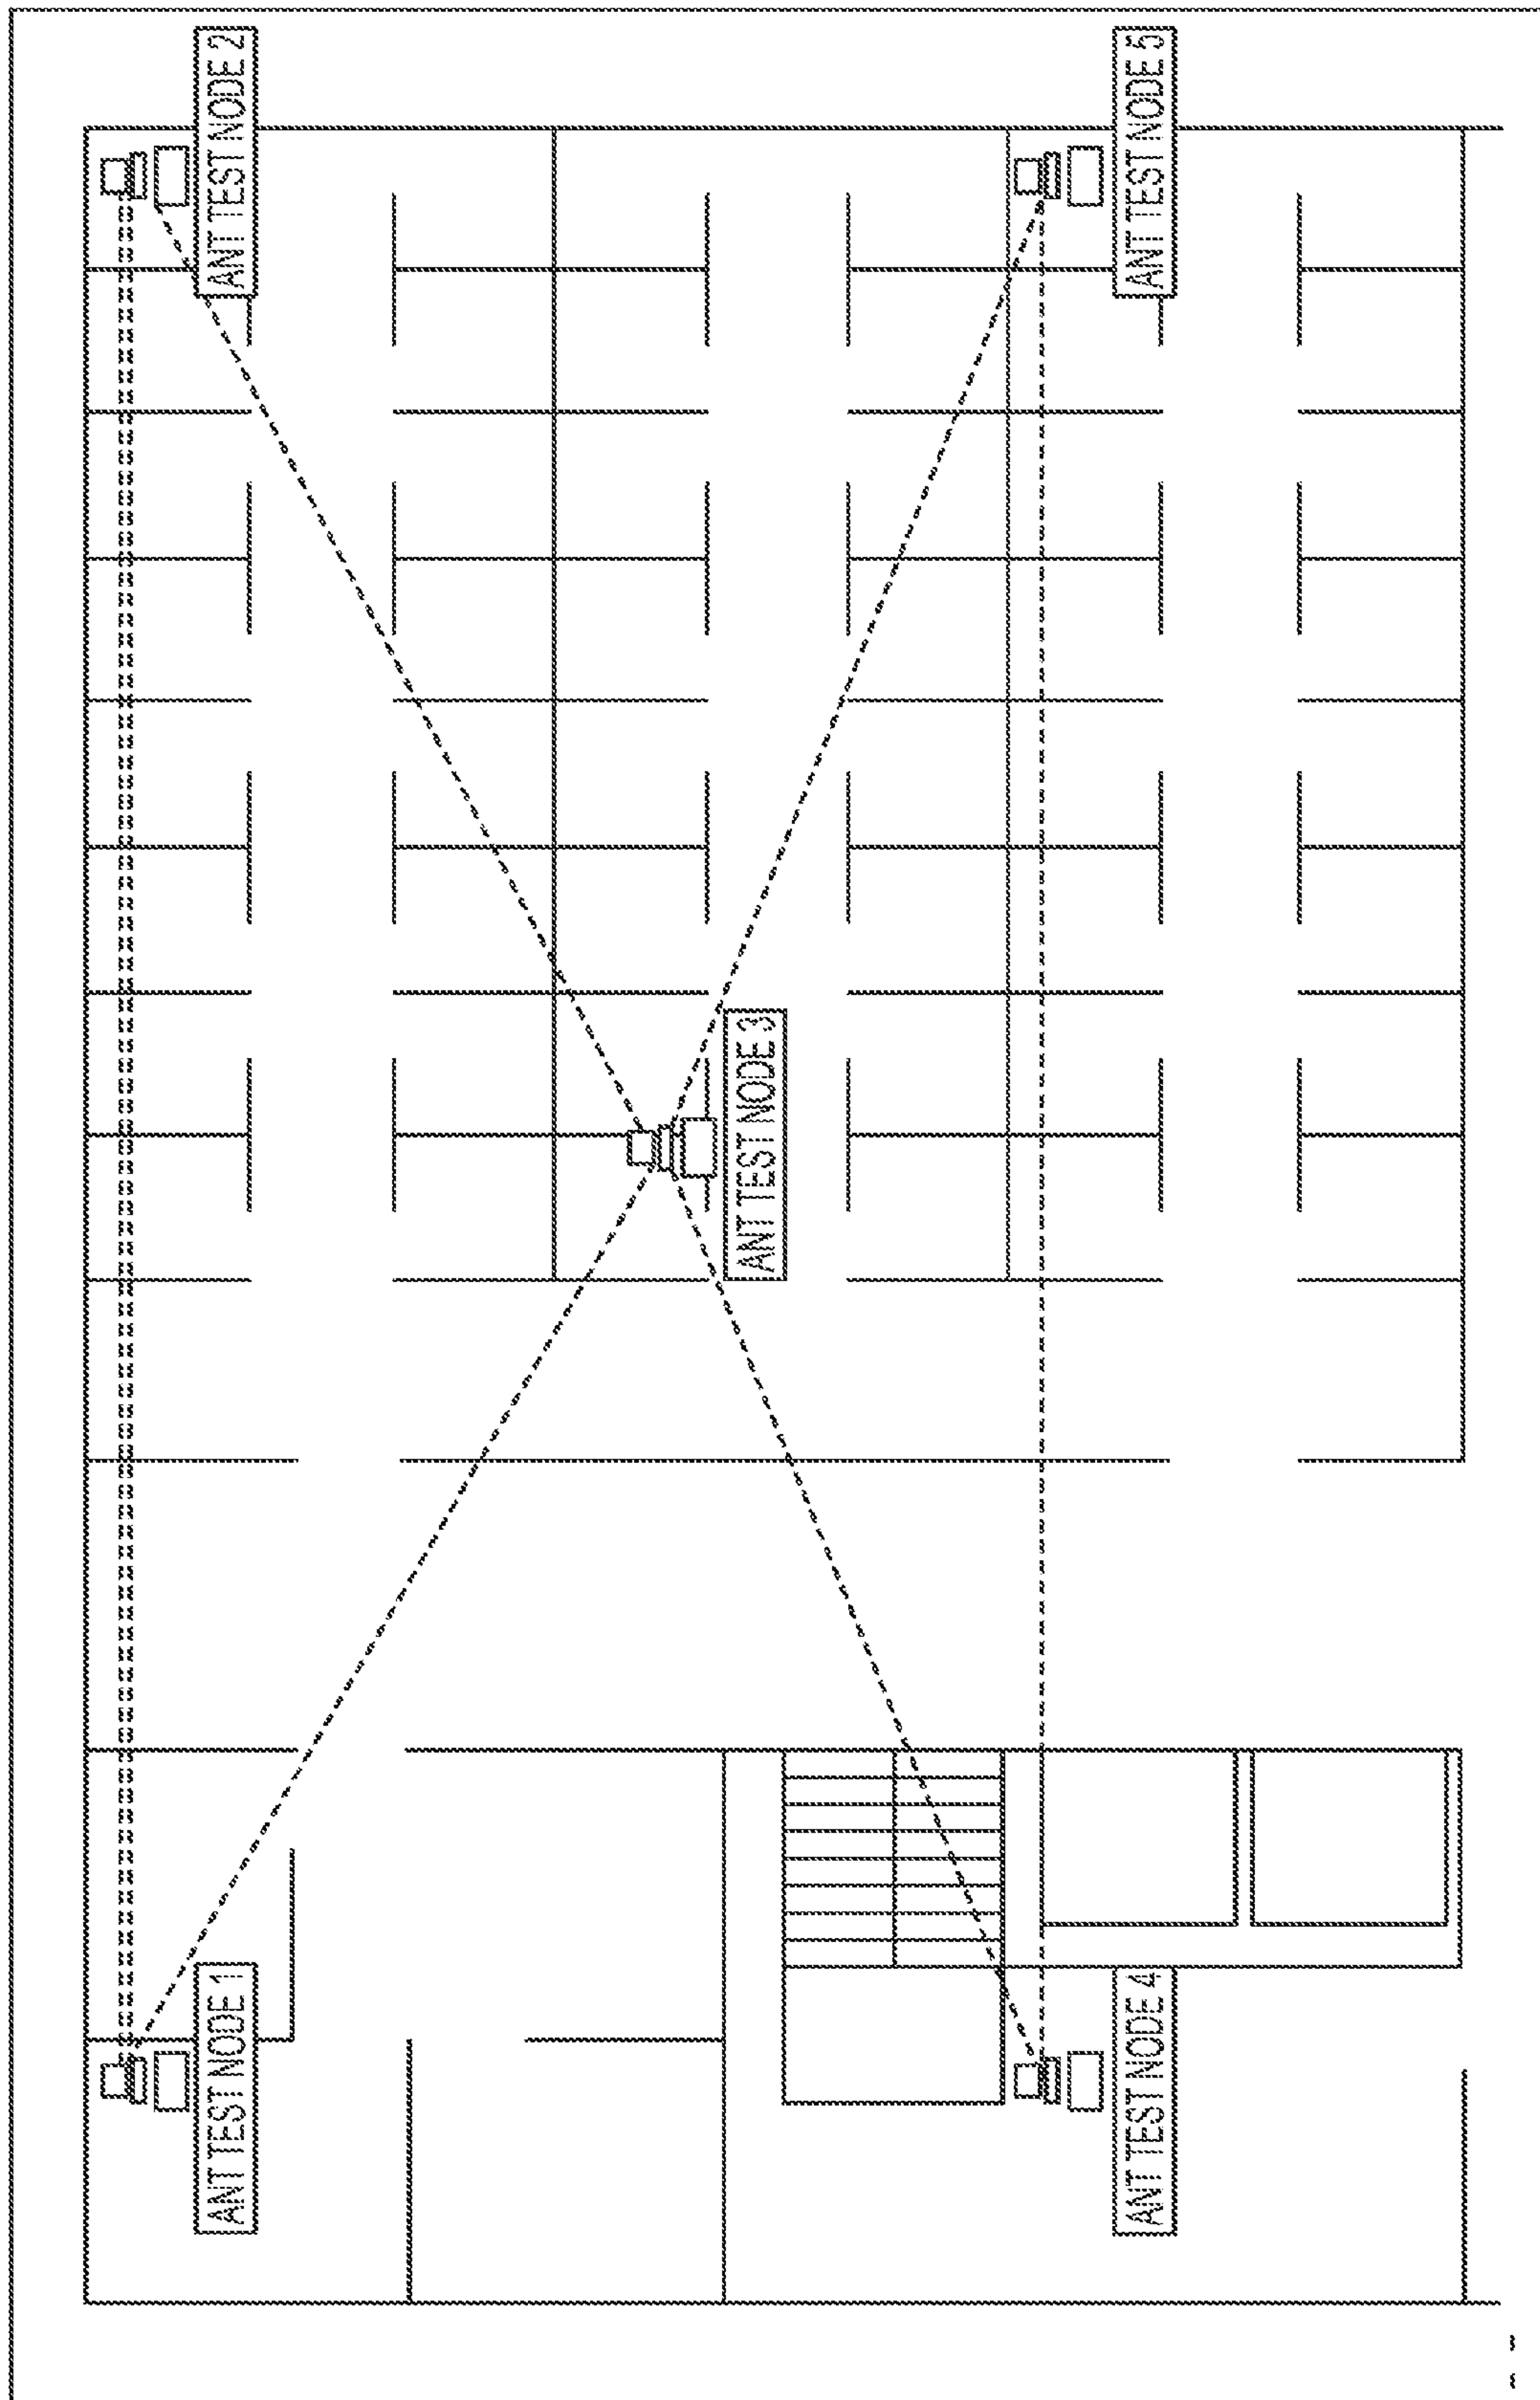 ANT TEST NODE 1
ANT TEST NODE 2
ANT TEST NODE 3
ANT TEST NODE 4
ANT TEST NODE 5